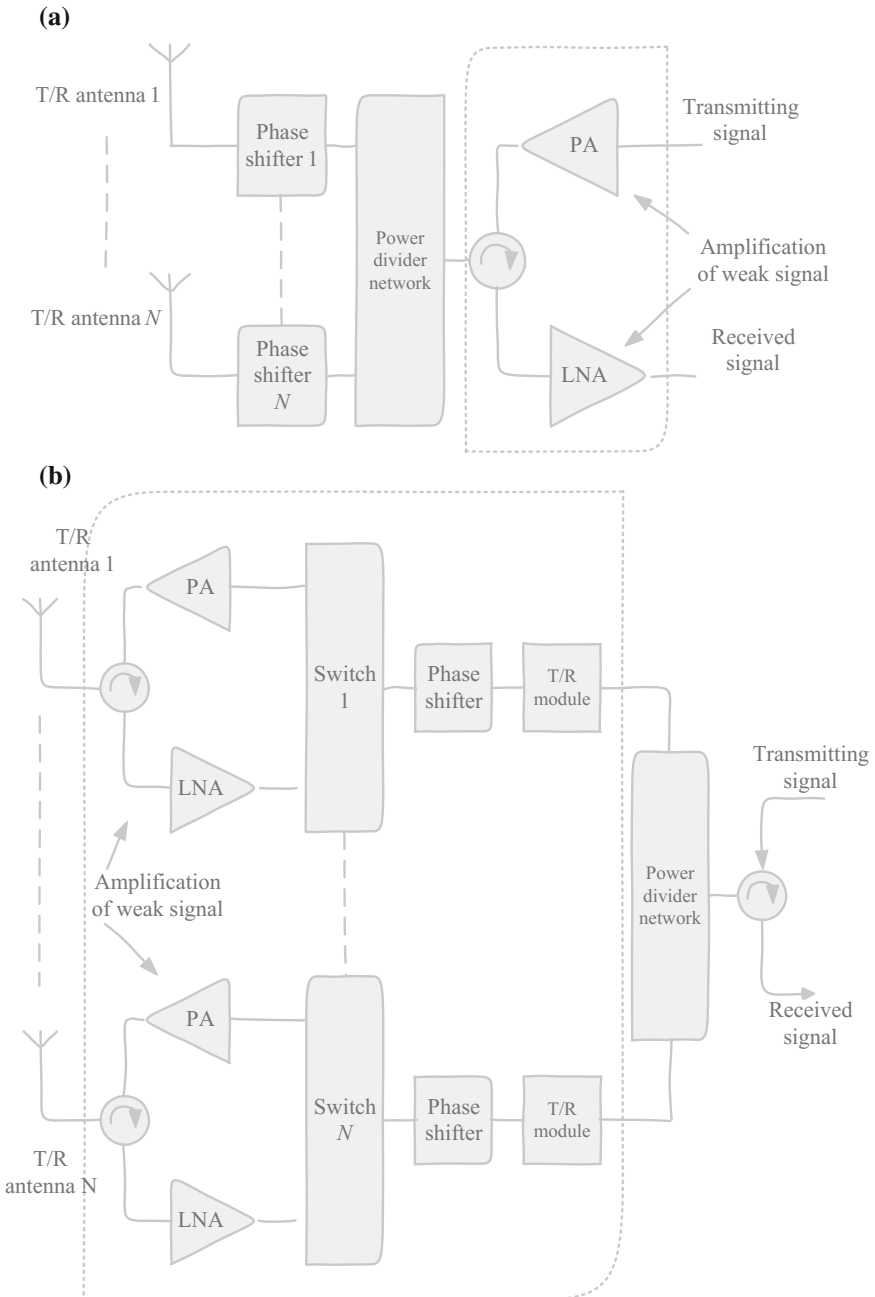 (a)
T/R antenna 1
Phase
shifter 1
PA
Transmitting
signal
Power
divider
network
Amplification
of weak signal
T/R antenna N
Phase
shifter
N
LNA
Received
signal
(b)
T/R
antenna 1
PA
Switch
1
Phase
shifter
T/R
module
LNA
Transmitting
signal
Amplification
of weak signal
Power
divider
network
PA
Received
signal
Switch
N
Phase
shifter
T/R
module
T/R
antenna N
LNA